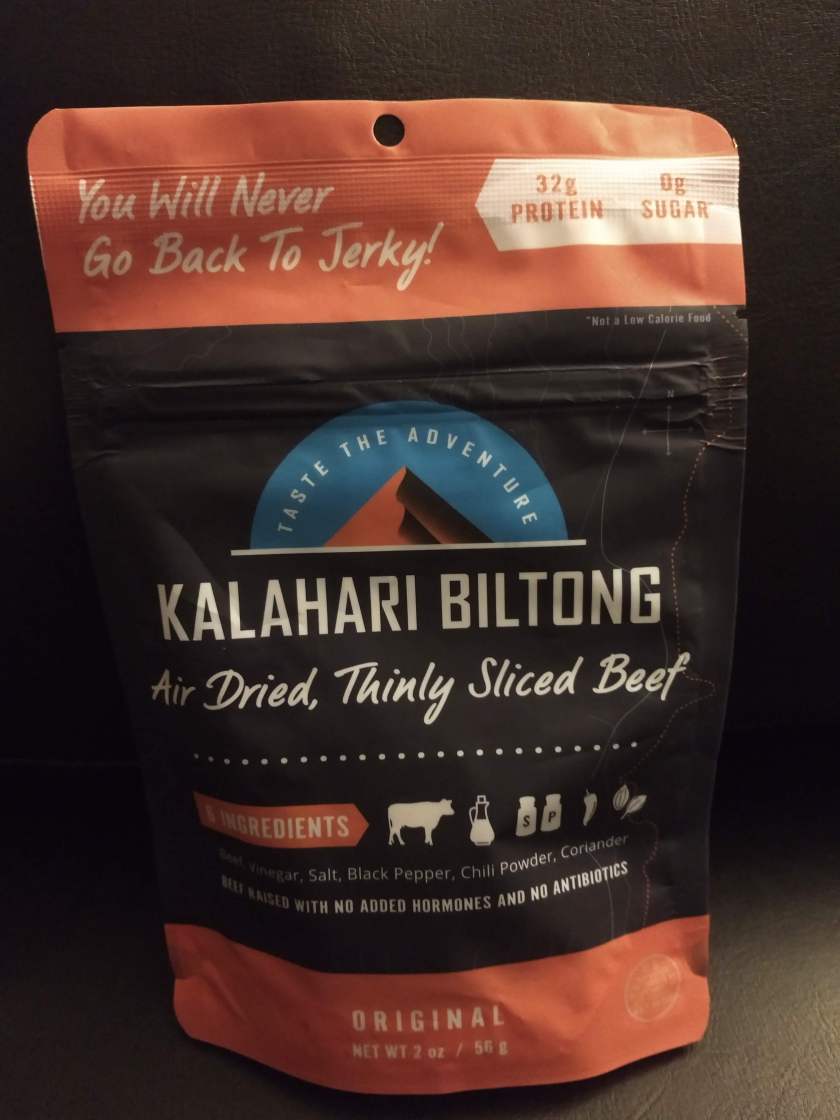 You Will Never
Go Back To Jerky!
32g
PROTEIN
0g
SUGAR
*Not a Low Calorie Food
N
TASTE THE ADVENTURE
KALAHARI BILTONG
Air Dried, Thinly Sliced Beef
6 INGREDIENTS
S P
Beef, Vinegar, Salt, Black Pepper, Chili Powder, Coriander
BEEF RAISED WITH NO ADDED HORMONES AND NO ANTIBIOTICS
ORIGINAL
NET WT 2 oz / 56 g